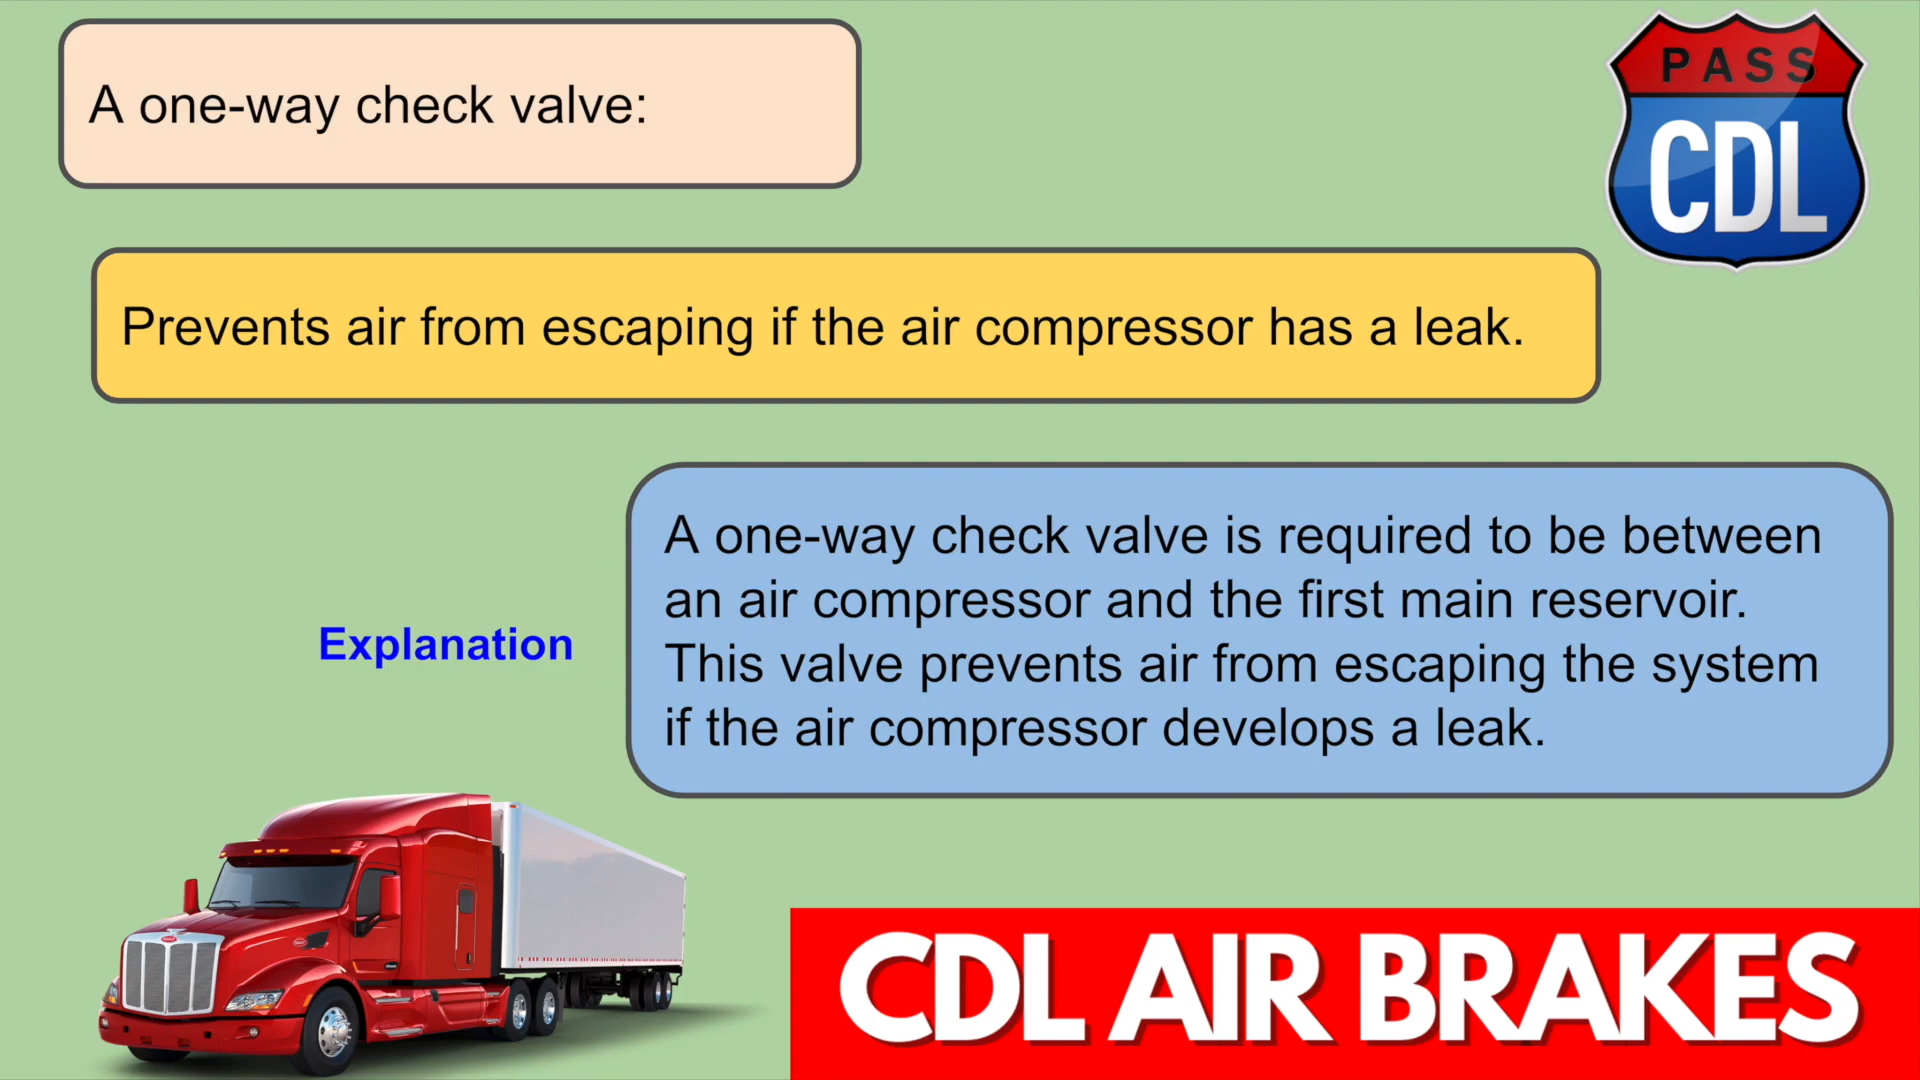 A one-way check valve:
PASS
CDL
Prevents air from escaping if the air compressor has a leak.
A one-way check valve is required to be between
an air compressor and the first main reservoir.
This valve prevents air from escaping the system
if the air compressor develops a leak.
Explanation
CDL AIR BRAKES